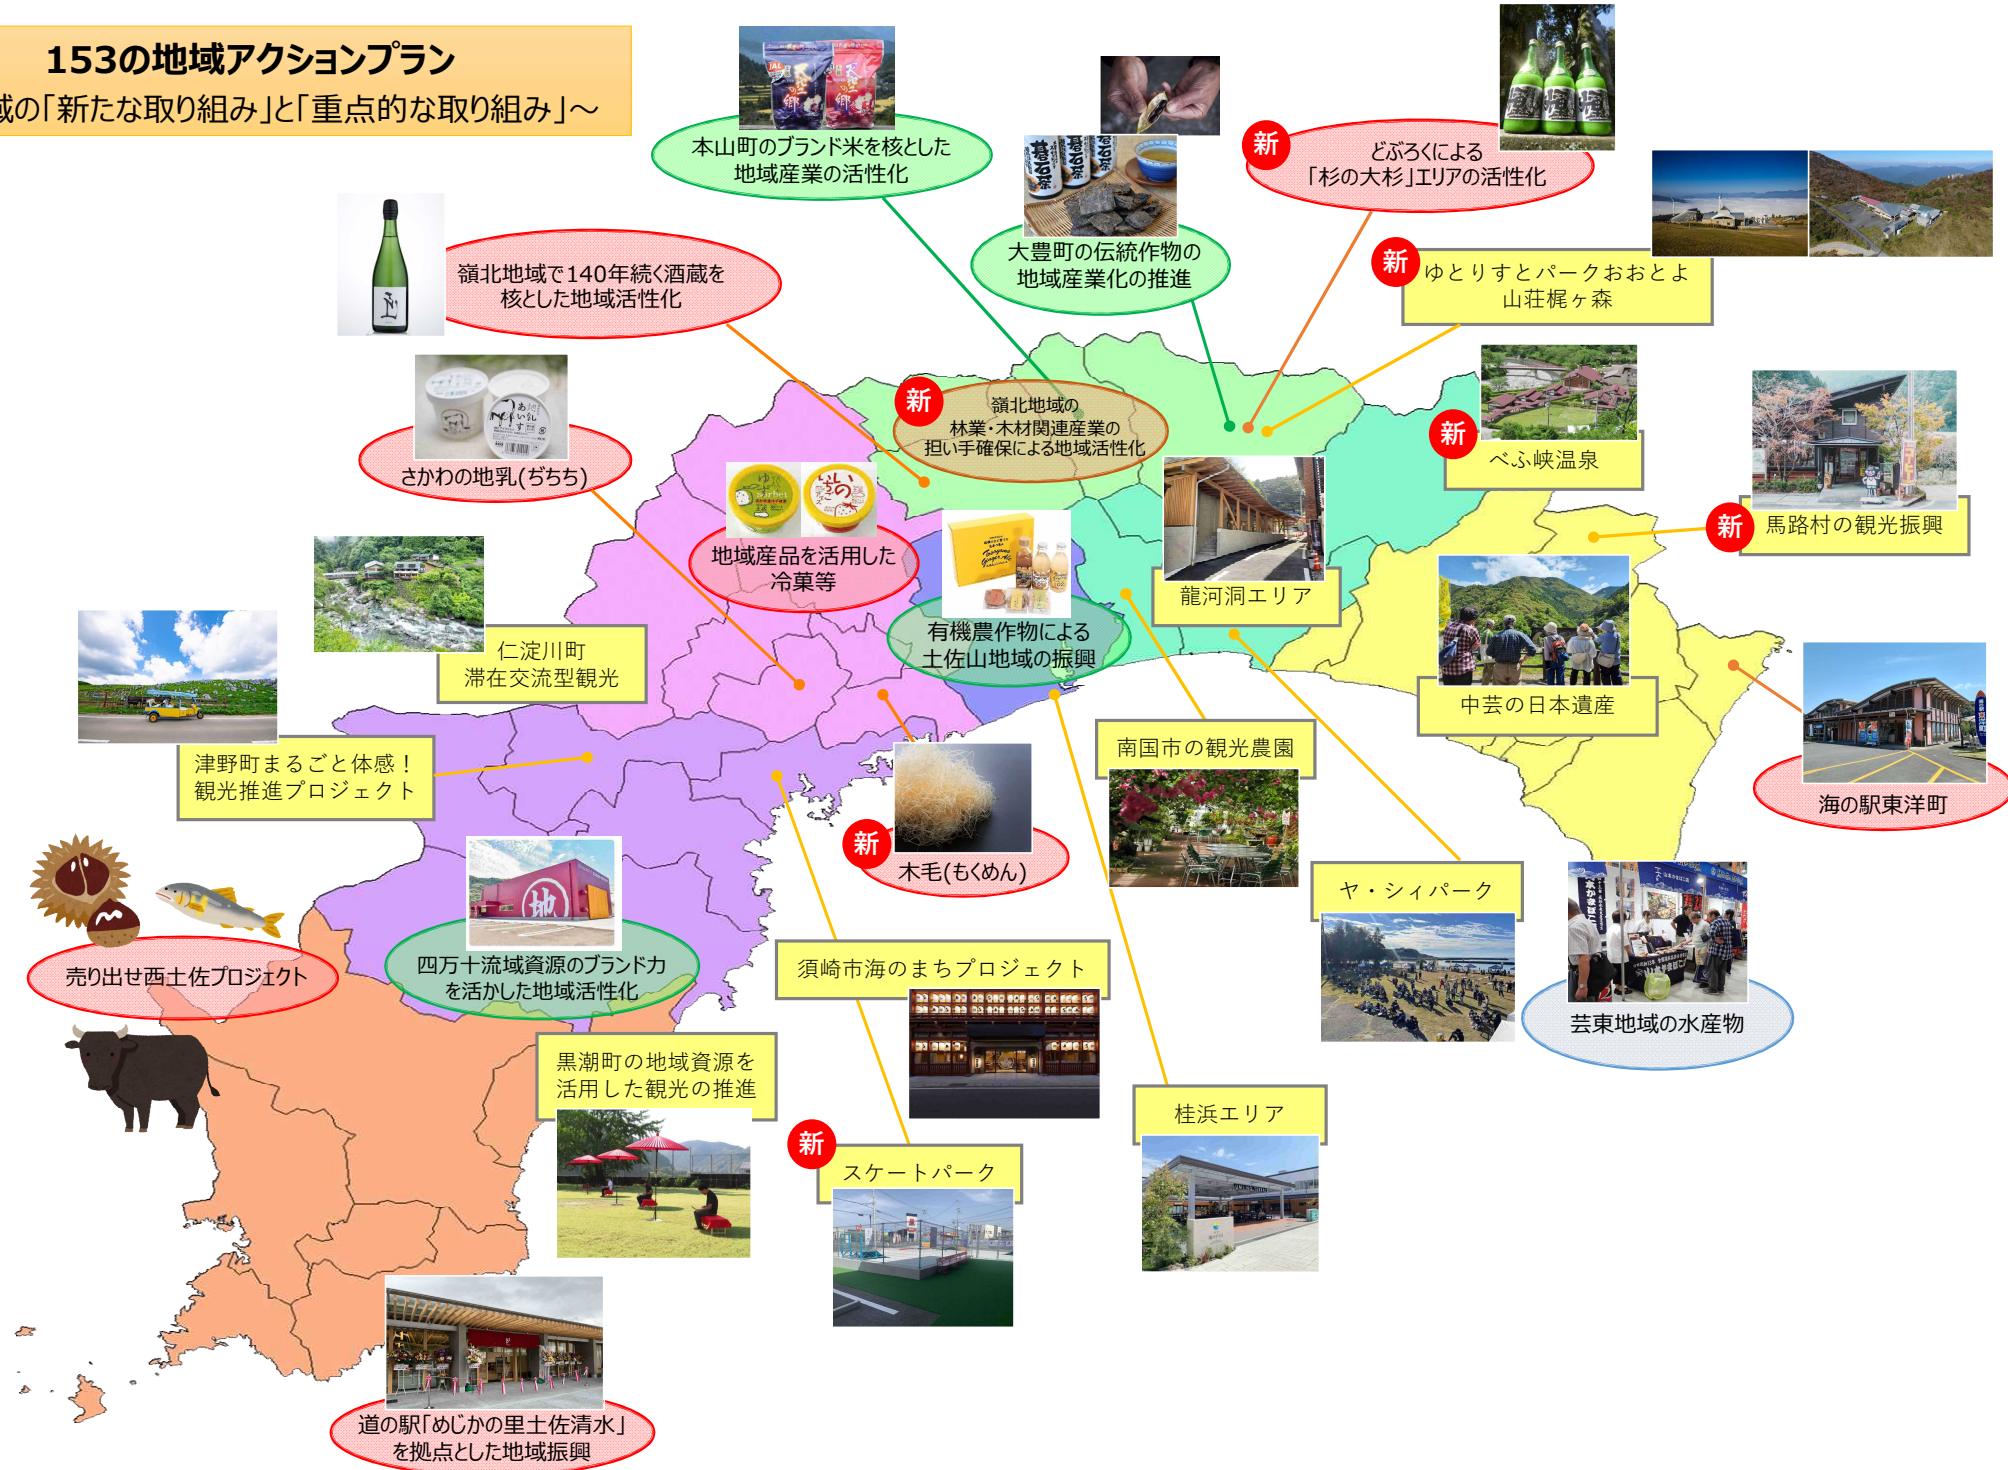 153の地域アクションプラン
域の「新たな取り組み」と「重点的な取り組み」～
本山町のブランド米を核とした
地域産業の活性化
新
どぶろくによる
「杉の大杉」エリアの活性化
嶺北地域で140年続く酒蔵を
核とした地域活性化
碁石茶
大豊町の伝統作物の
地域産業化の推進
新
ゆとりすとパークおおとよ
山荘梶ヶ森
新
嶺北地域の
林業・木材関連産業の
担い手確保による地域活性化
新
べふ峡温泉
さかわの地乳(ぢちち)
新
馬路村の観光振興
地域産品を活用した
冷菓等
龍河洞エリア
有機農作物による
土佐山地域の振興
仁淀川町
滞在交流型観光
中芸の日本遺産
津野町まるごと体感！
観光推進プロジェクト
南国市の観光農園
海の駅東洋町
新
木毛(もくめん)
ヤ・シィパーク
地
売り出せ西土佐プロジェクト
四万十流域資源のブランド力
を活かした地域活性化
須崎市海のまちプロジェクト
芸東地域の水産物
黒潮町の地域資源を
活用した観光の推進
新
スケートパーク
桂浜エリア
道の駅「めじかの里土佐清水」
を拠点とした地域振興